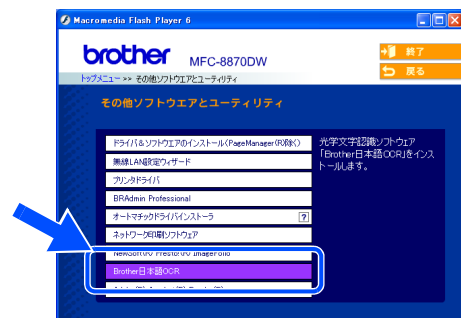 Macromedia Flash Player 6
brother MFC-8870DW
終了
戻る
トップメニュー >> その他ソフトウエアとユーティリティ
その他ソフトウエアとユーティリティ
ドライバ&ソフトウエアのインストール(PageManager(R)除く)
無線LAN設定ウィザード
プリンタドライバ
BRAdmin Professional
オートマチックドライバインストーラ ?
ネットワーク印刷ソフトウェア
NewSoft(R) Presto!(R) ImageFolio
Brother日本語OCR
光学文字認識ソフトウェア
「Brother日本語OCR」をインス
トールします。